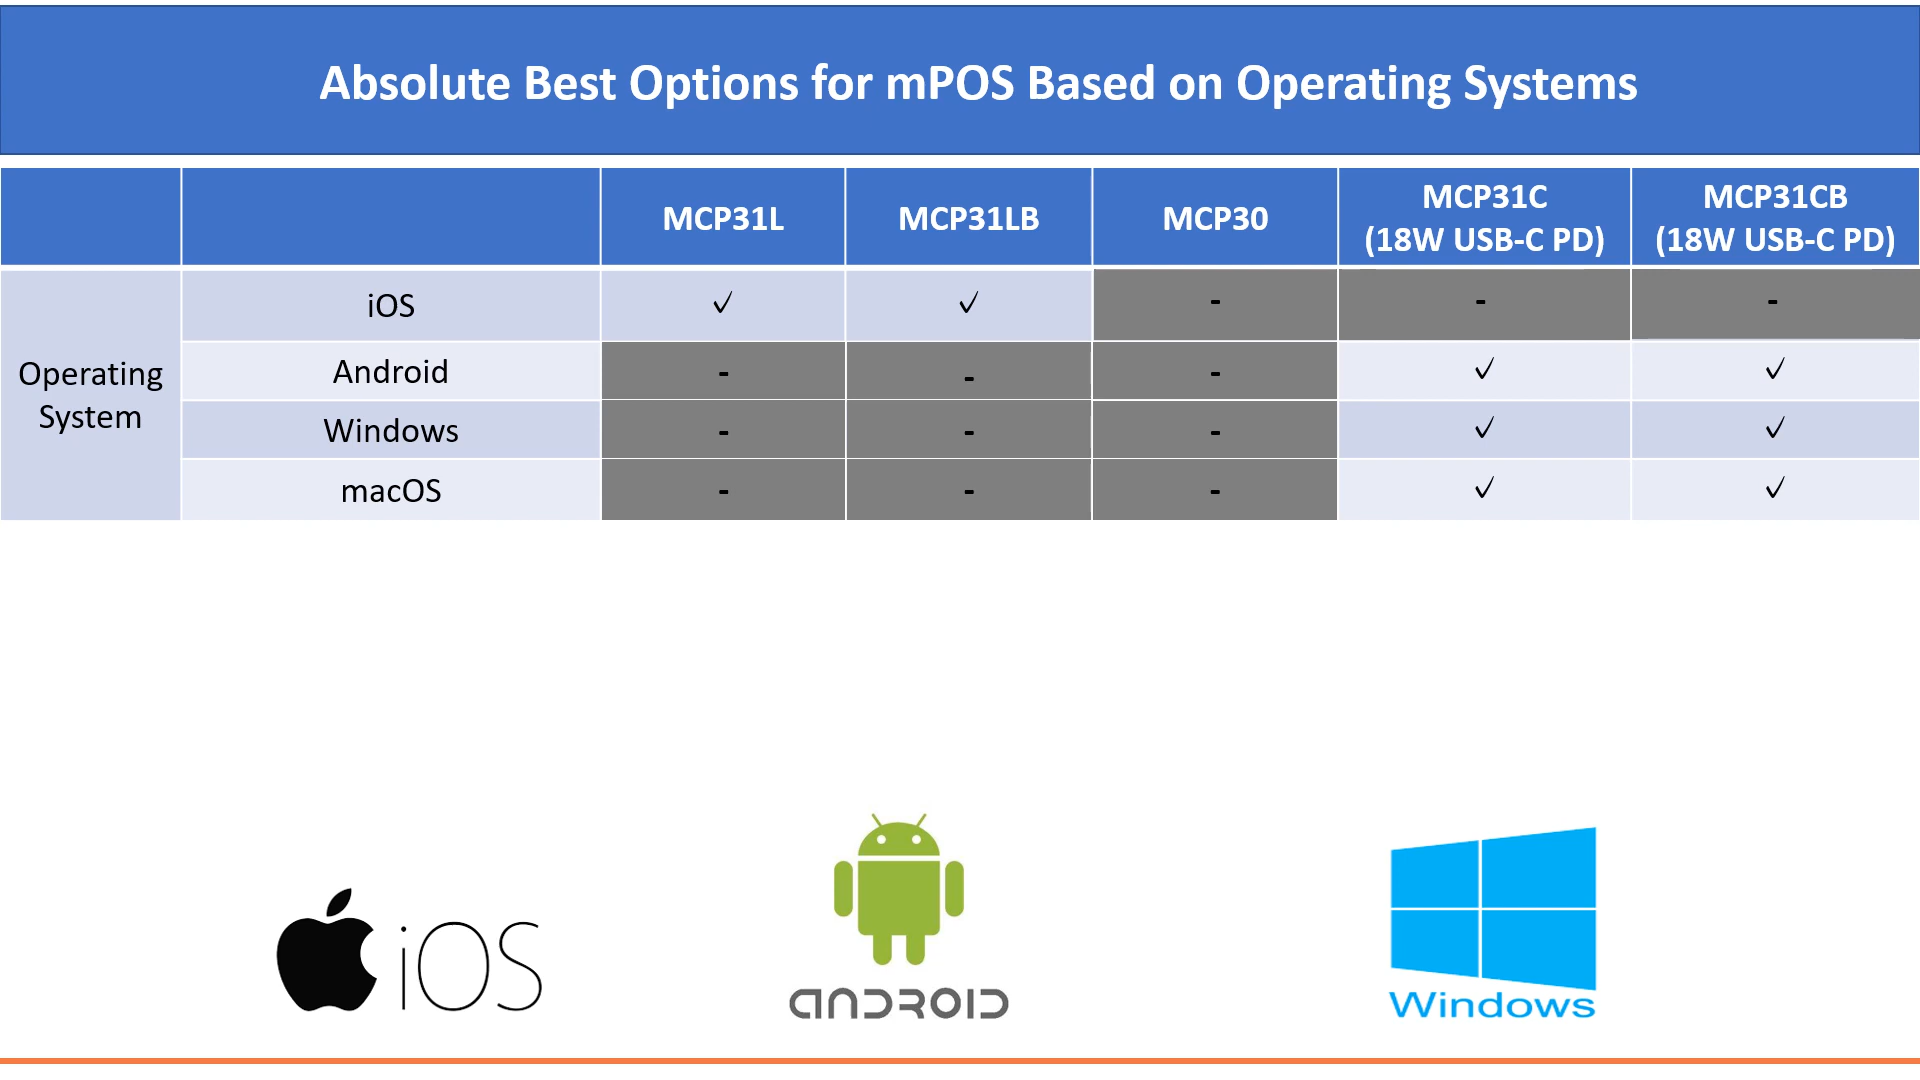 Absolute Best Options for mPOS Based on Operating Systems
MCP31L MCP31LB MCP30 MCP31C (18W USB-C PD) MCP31CB (18W USB-C PD)
Operating System
iOS ✓ ✓ - - -
Android - - - ✓ ✓
Windows - - - ✓ ✓
macOS - - - ✓ ✓
iOS
ANDROID
Windows